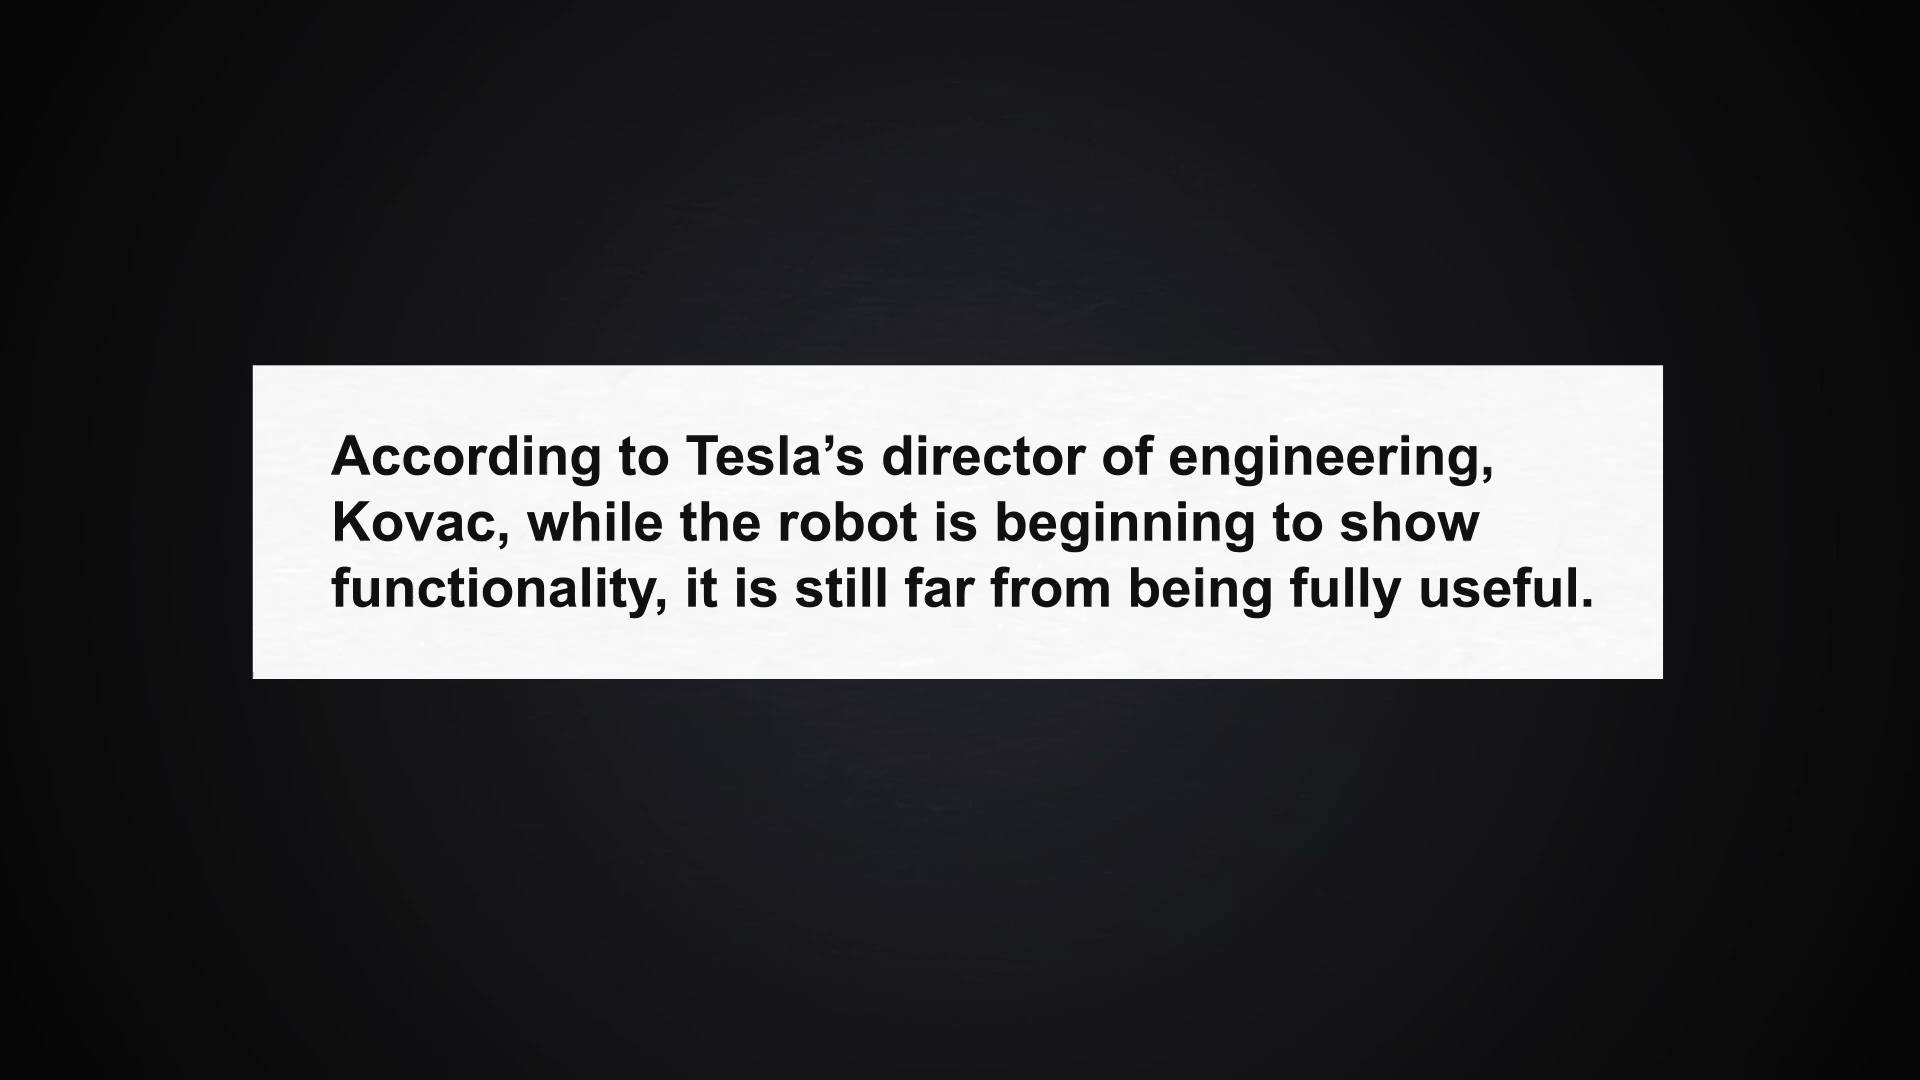 According to Tesla’s director of engineering,
Kovac, while the robot is beginning to show
functionality, it is still far from being fully useful.